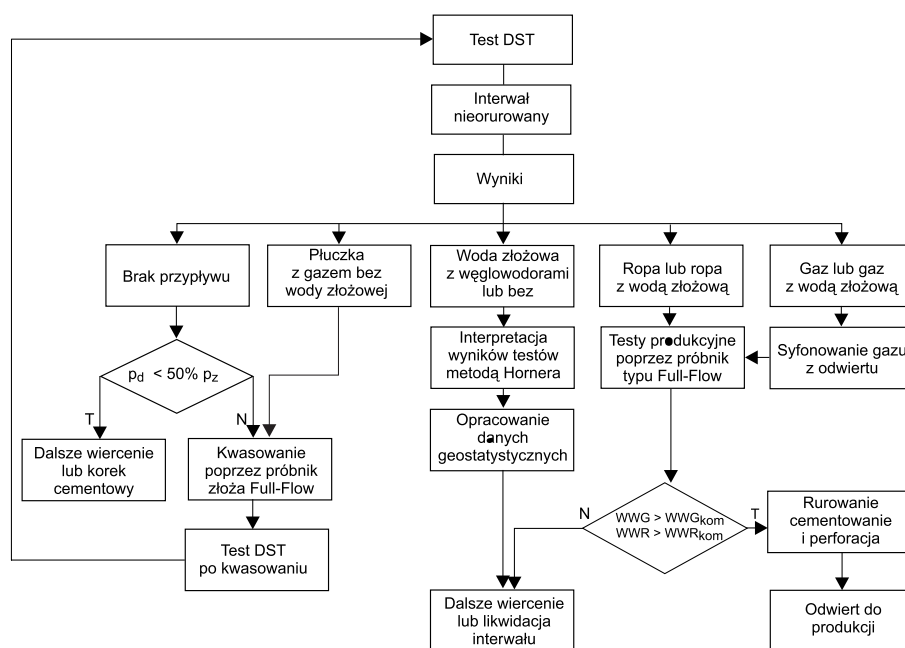 Test DST
Interwał
nieorurowany
Wyniki
Brak przypływu
Płuczka
z gazem bez
wody złożowej
Woda złożowa
z węglowodorami
lub bez
Ropa lub ropa
z wodą złożową
Gaz lub gaz
z wodą złożową
pd < 50% pz
T
N
Interpretacja
wyników testów
metodą Hornera
Testy produkcyjne
poprzez próbnik
typu Full-Flow
Syfonowanie gazu
z odwiertu
Dalsze wiercenie
lub korek
cementowy
Kwasowanie
poprzez próbnik
złoża Full-Flow
Opracowanie
danych
geostatystycznych
Test DST
po kwasowaniu
N
WWG > WWGkom
WWR > WWRkom
T
Rurowanie
cementowanie
i perforacja
Dalsze wiercenie
lub likwidacja
interwału
Odwiert do
produkcji